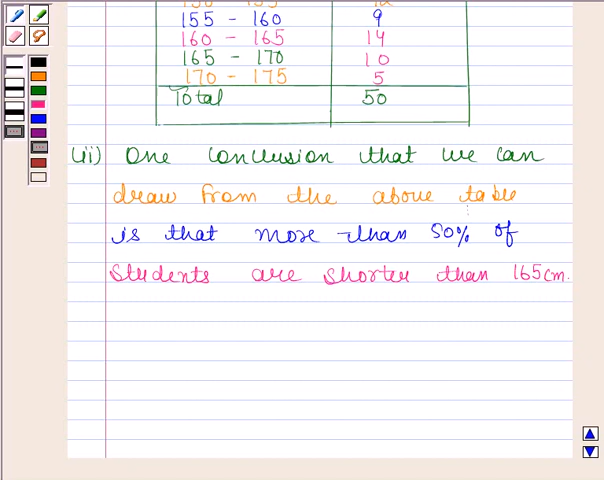 155 - 160 9
160 - 165 14
165 - 170 10
170 - 175 5
Total 50
(ii) One conclusion that we can
draw from the above table
is that more than 50% of
students are shorter than 165cm.